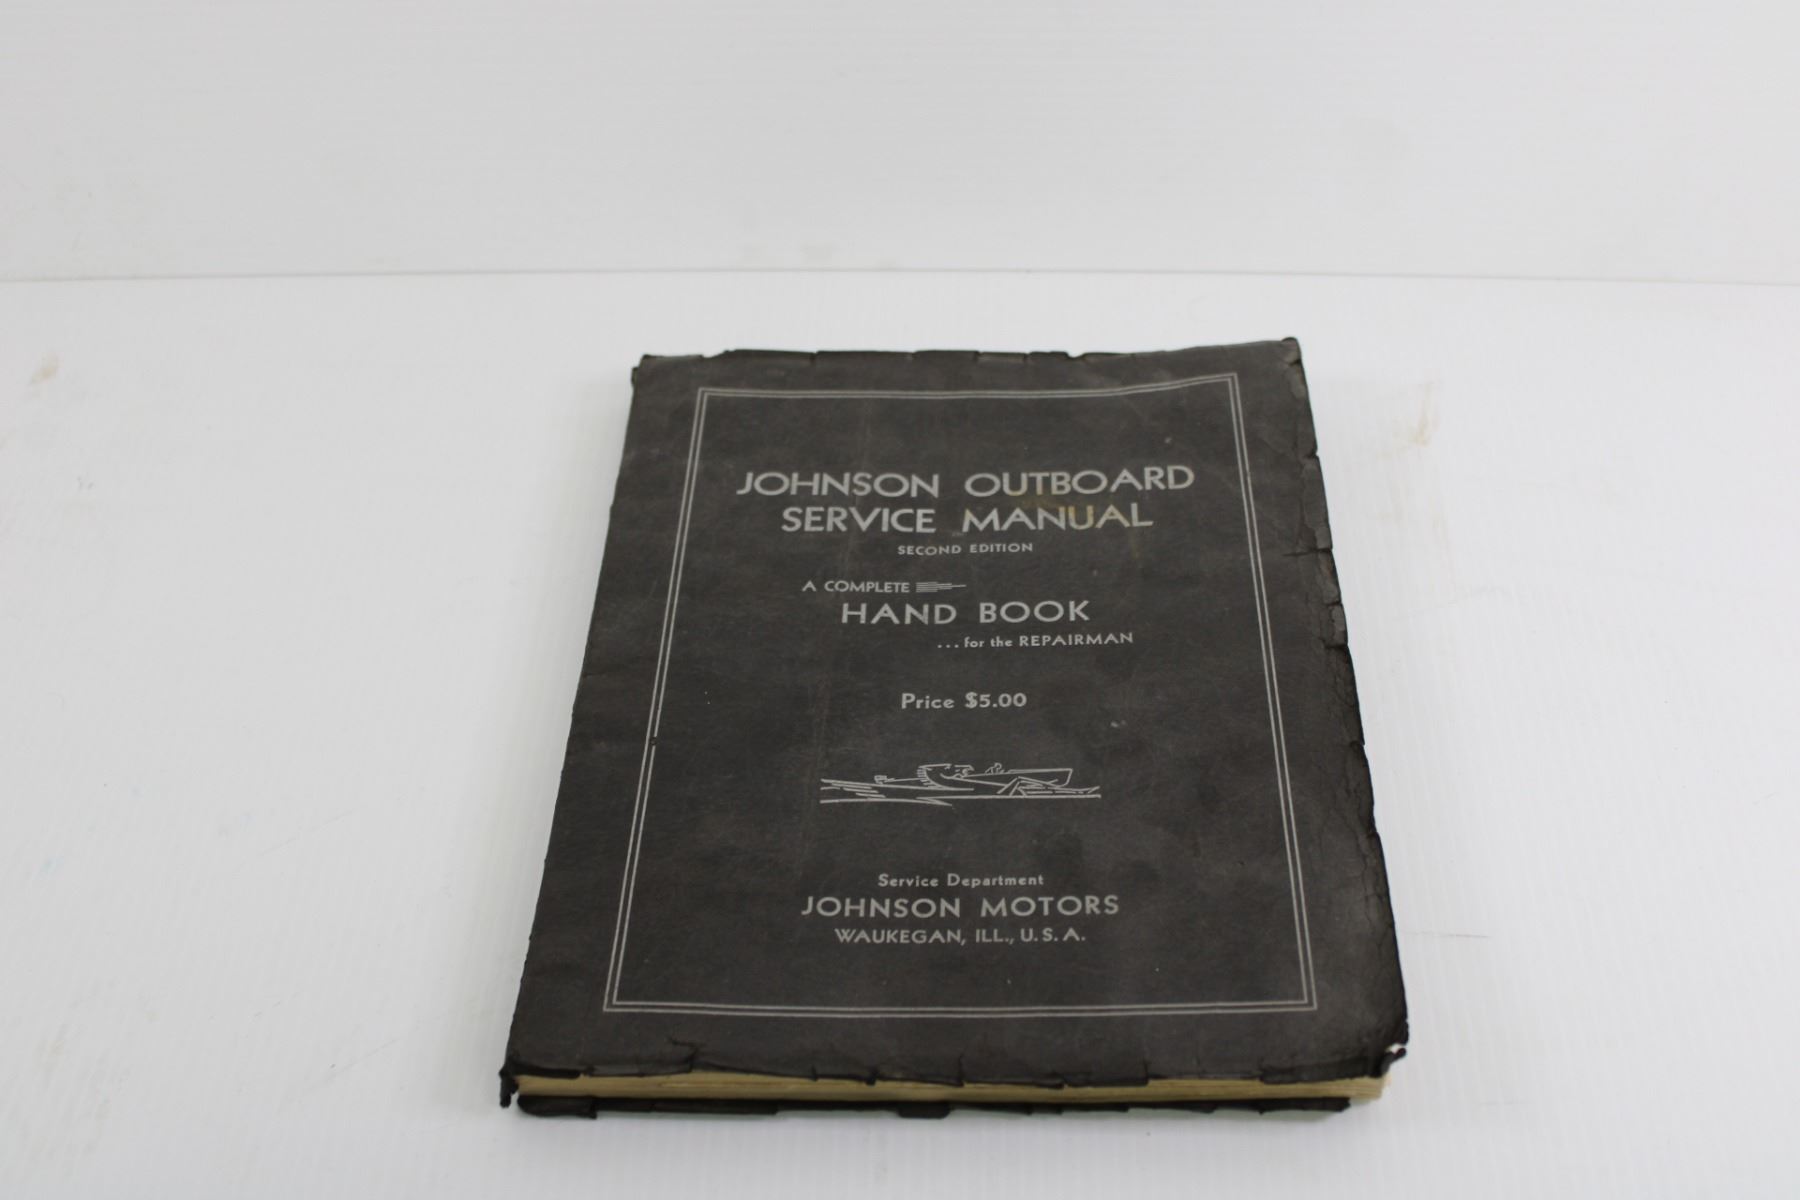 JOHNSON OUTBOARD
SERVICE MANUAL
SECOND EDITION
A COMPLETE
HAND BOOK
...for the REPAIRMAN
Price $5.00
Service Department
JOHNSON MOTORS
WAUKEGAN, ILL., U.S.A.